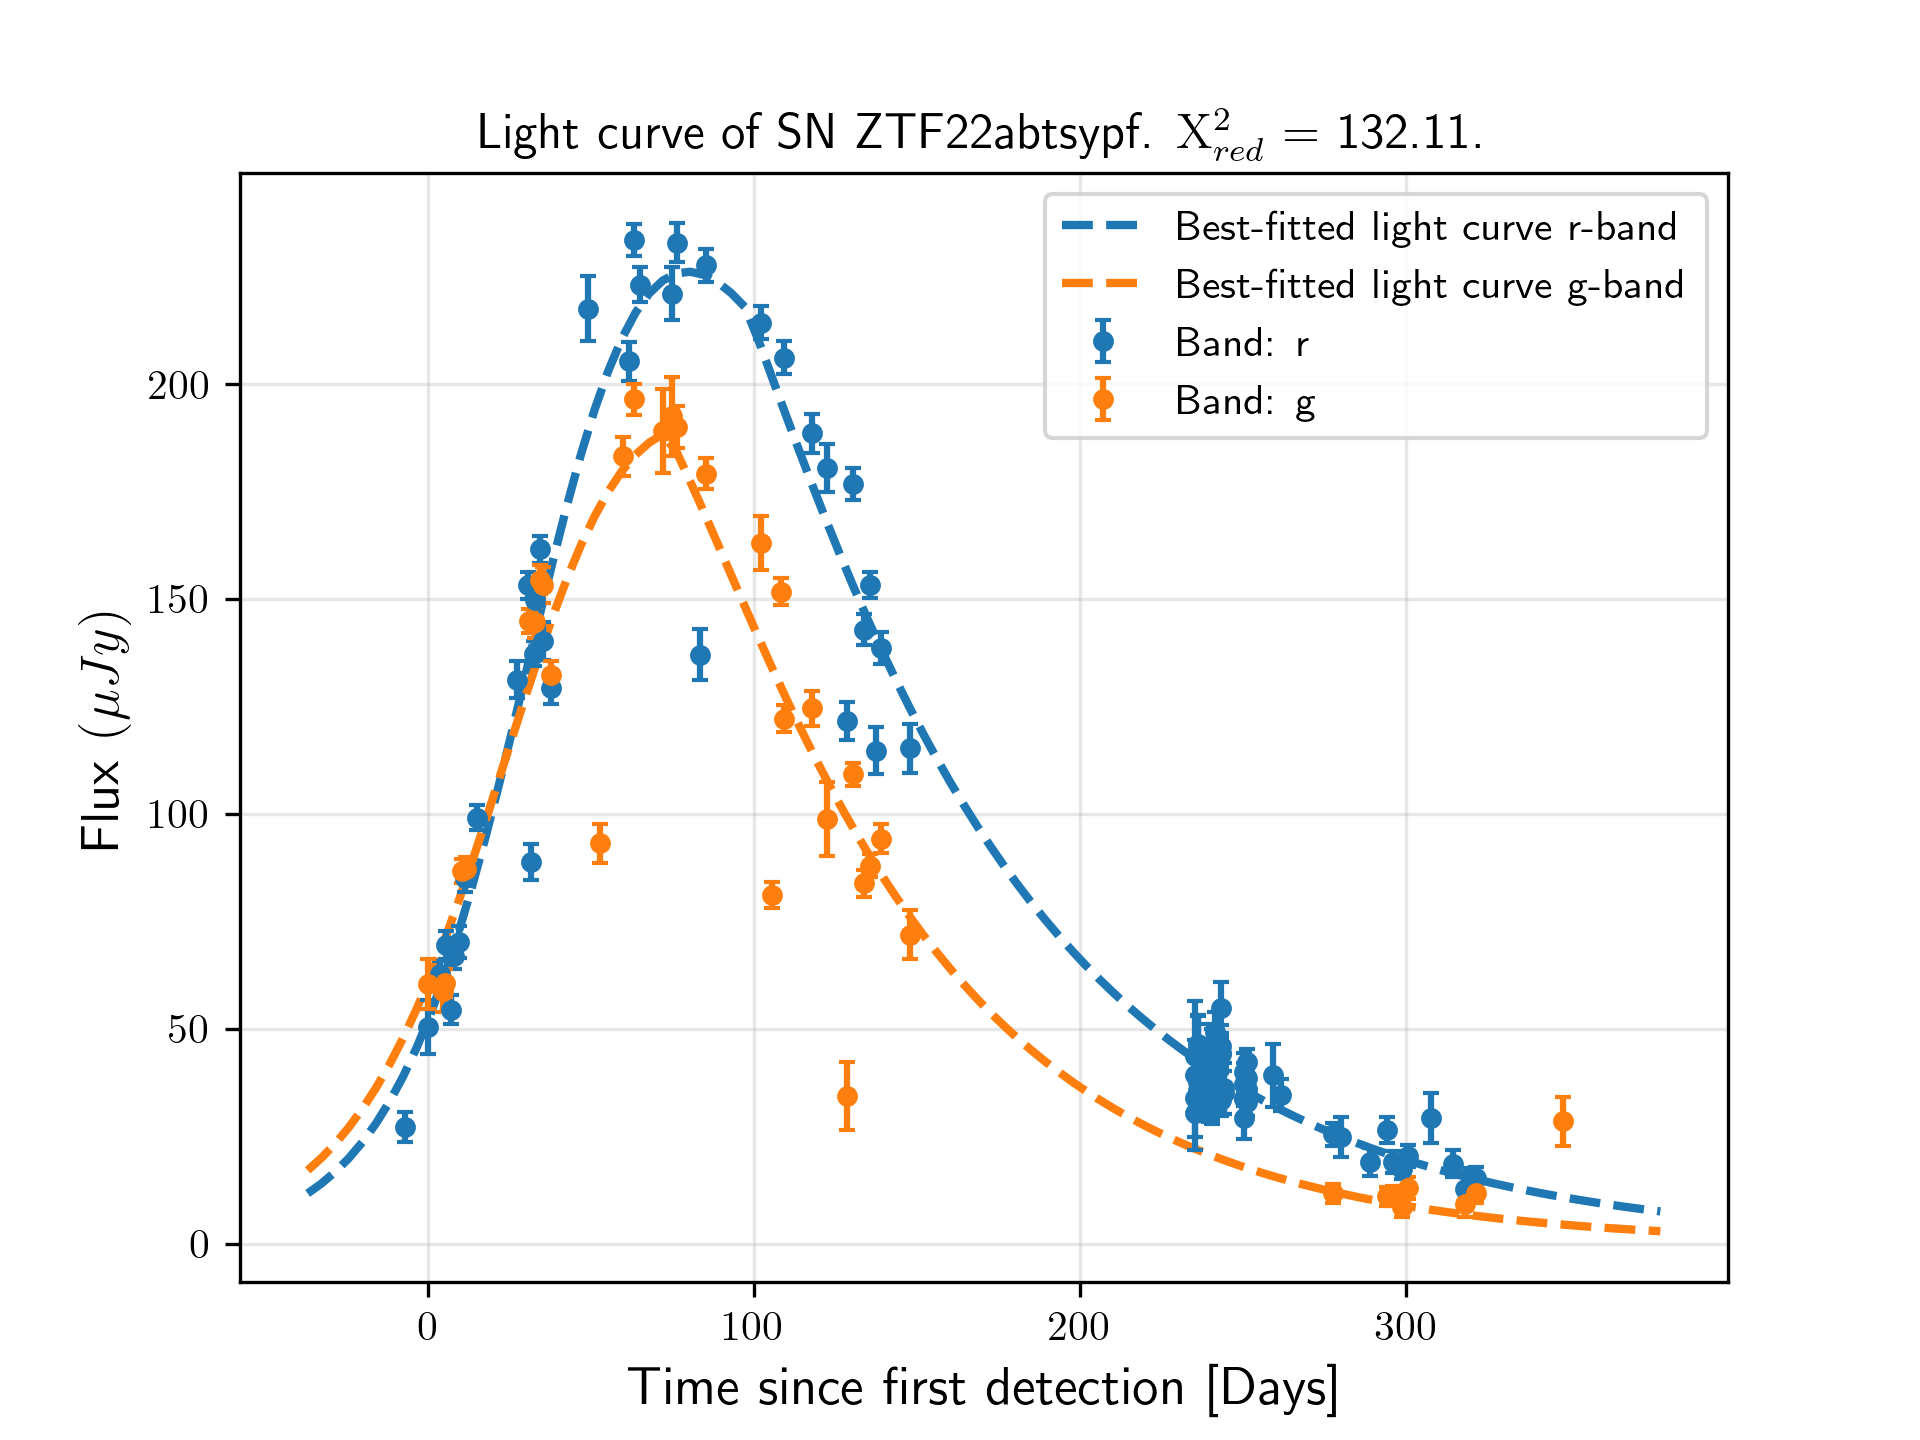 Light curve of SN ZTF22abtsypf. X²_red = 132.11.
Best-fitted light curve r-band
Best-fitted light curve g-band
Band: r
Band: g
Flux (μJy)
200
150
100
50
0
0 100 200 300
Time since first detection [Days]